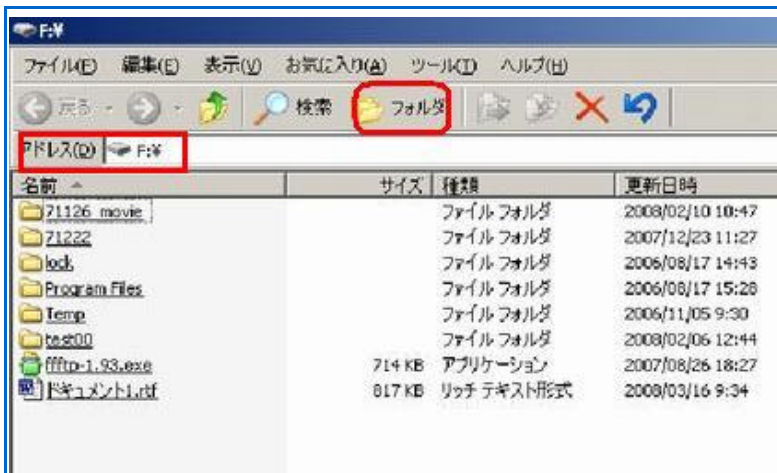 F:¥
ファイル(F) 編集(E) 表示(V) お気に入り(A) ツール(T) ヘルプ(H)
戻る 検索 フォルダ
アドレス(D) F:¥
名前 サイズ 種類 更新日時
71126_movie ファイル フォルダ 2008/02/10 10:47
71222 ファイル フォルダ 2007/12/23 11:27
lock ファイル フォルダ 2006/08/17 14:43
Program Files ファイル フォルダ 2006/08/17 15:28
Temp ファイル フォルダ 2006/11/05 9:30
test00 ファイル フォルダ 2008/02/06 12:44
ffftp-1.93.exe 714 KB アプリケーション 2007/08/26 18:27
ドキュメント1.rtf 817 KB リッチ テキスト形式 2008/03/16 9:34